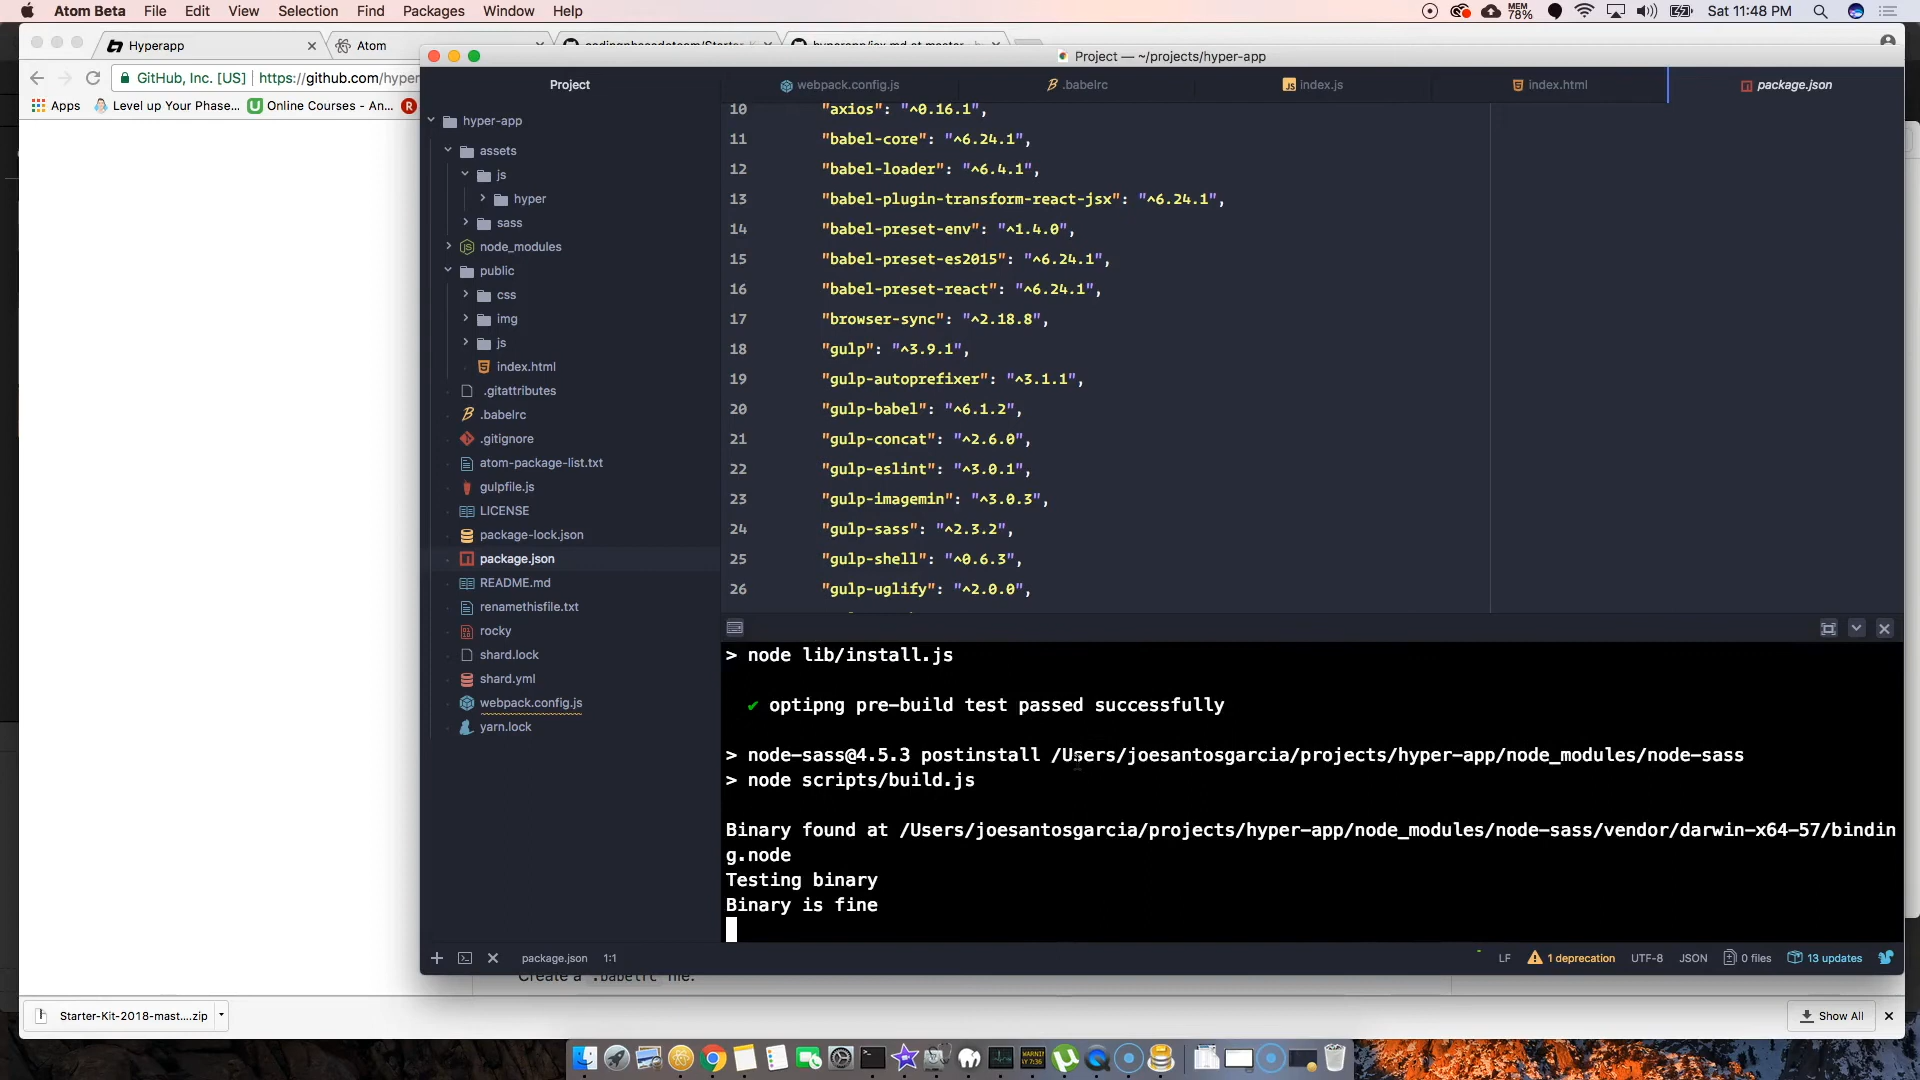 Atom Beta File Edit View Selection Find Packages Window Help
MEM 78% Sat 11:48 PM
Hyperapp
Atom
Project — ~/projects/hyper-app
GitHub, Inc. [US] https://github.com/hyper
Apps Level up Your Phase... Online Courses - An...
Project
webpack.config.js
.babelrc
index.js
index.html
package.json
hyper-app
assets
js
hyper
sass
node_modules
public
css
img
js
index.html
.gitattributes
.babelrc
.gitignore
atom-package-list.txt
gulpfile.js
LICENSE
package-lock.json
package.json
README.md
renamethisfile.txt
rocky
shard.lock
shard.yml
webpack.config.js
yarn.lock
10 "axios": "^0.16.1",
11 "babel-core": "^6.24.1",
12 "babel-loader": "^6.4.1",
13 "babel-plugin-transform-react-jsx": "^6.24.1",
14 "babel-preset-env": "^1.4.0",
15 "babel-preset-es2015": "^6.24.1",
16 "babel-preset-react": "^6.24.1",
17 "browser-sync": "^2.18.8",
18 "gulp": "^3.9.1",
19 "gulp-autoprefixer": "^3.1.1",
20 "gulp-babel": "^6.1.2",
21 "gulp-concat": "^2.6.0",
22 "gulp-eslint": "^3.0.1",
23 "gulp-imagemin": "^3.0.3",
24 "gulp-sass": "^2.3.2",
25 "gulp-shell": "^0.6.3",
26 "gulp-uglify": "^2.0.0",
> node lib/install.js
✔ optipng pre-build test passed successfully
> node-sass@4.5.3 postinstall /Users/joesantosgarcia/projects/hyper-app/node_modules/node-sass
> node scripts/build.js
Binary found at /Users/joesantosgarcia/projects/hyper-app/node_modules/node-sass/vendor/darwin-x64-57/bindin
g.node
Testing binary
Binary is fine
package.json 1:1
LF 1 deprecation UTF-8 JSON 0 files 13 updates
Create a .babelrc file.
Starter-Kit-2018-mast....zip
Show All